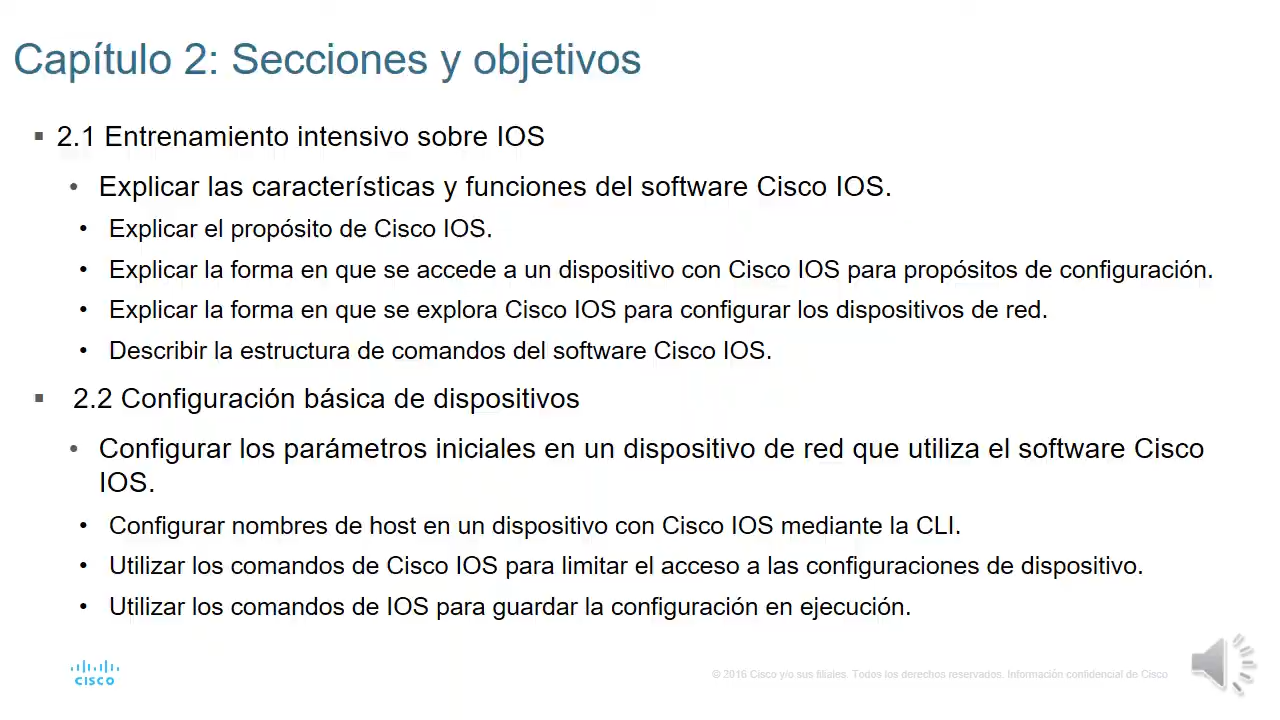 Capítulo 2: Secciones y objetivos
▪ 2.1 Entrenamiento intensivo sobre IOS
• Explicar las características y funciones del software Cisco IOS.
• Explicar el propósito de Cisco IOS.
• Explicar la forma en que se accede a un dispositivo con Cisco IOS para propósitos de configuración.
• Explicar la forma en que se explora Cisco IOS para configurar los dispositivos de red.
• Describir la estructura de comandos del software Cisco IOS.
▪ 2.2 Configuración básica de dispositivos
• Configurar los parámetros iniciales en un dispositivo de red que utiliza el software Cisco
IOS.
• Configurar nombres de host en un dispositivo con Cisco IOS mediante la CLI.
• Utilizar los comandos de Cisco IOS para limitar el acceso a las configuraciones de dispositivo.
• Utilizar los comandos de IOS para guardar la configuración en ejecución.
CISCO
© 2016 Cisco y/o sus filiales. Todos los derechos reservados. Información confidencial de Cisco